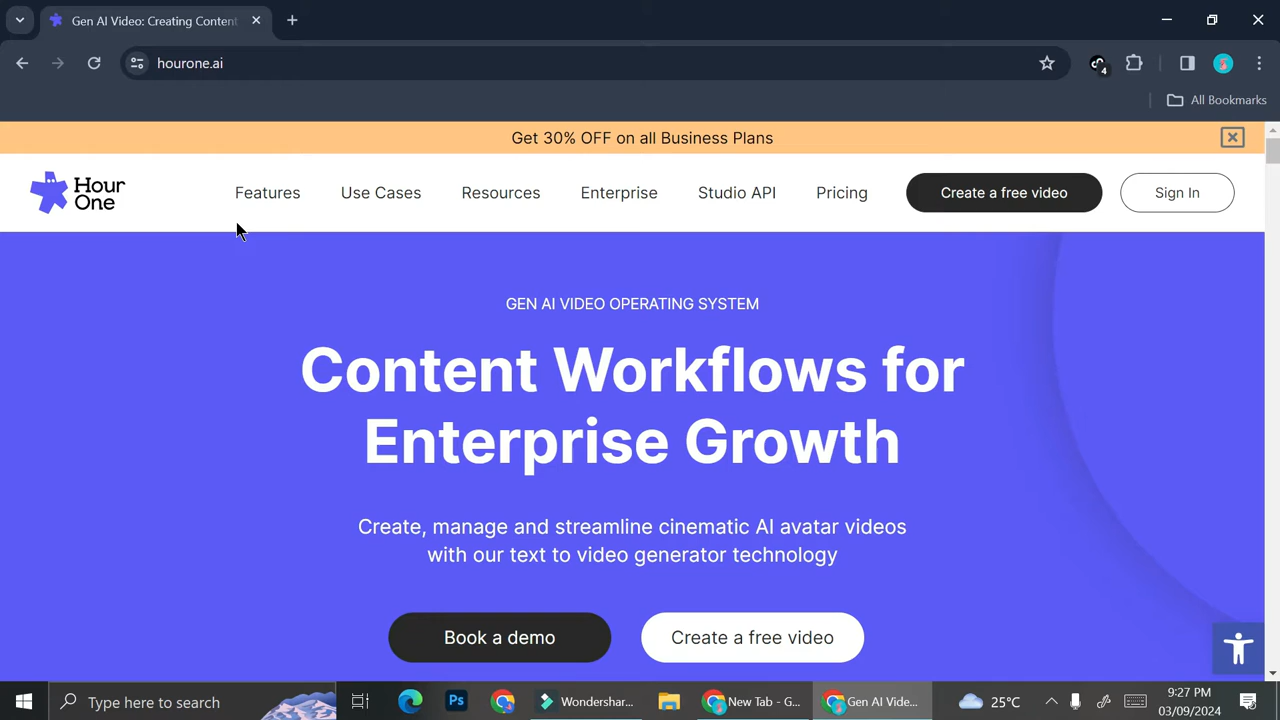 Gen AI Video: Creating Content
hourone.ai
4
All Bookmarks
Get 30% OFF on all Business Plans
Hour
One
Features
Use Cases
Resources
Enterprise
Studio API
Pricing
Create a free video
Sign In
GEN AI VIDEO OPERATING SYSTEM
Content Workflows for
Enterprise Growth
Create, manage and streamline cinematic AI avatar videos
with our text to video generator technology
Book a demo
Create a free video
Type here to search
Ps
Wondershar...
New Tab - G...
Gen AI Vide...
25°C
9:27 PM
03/09/2024